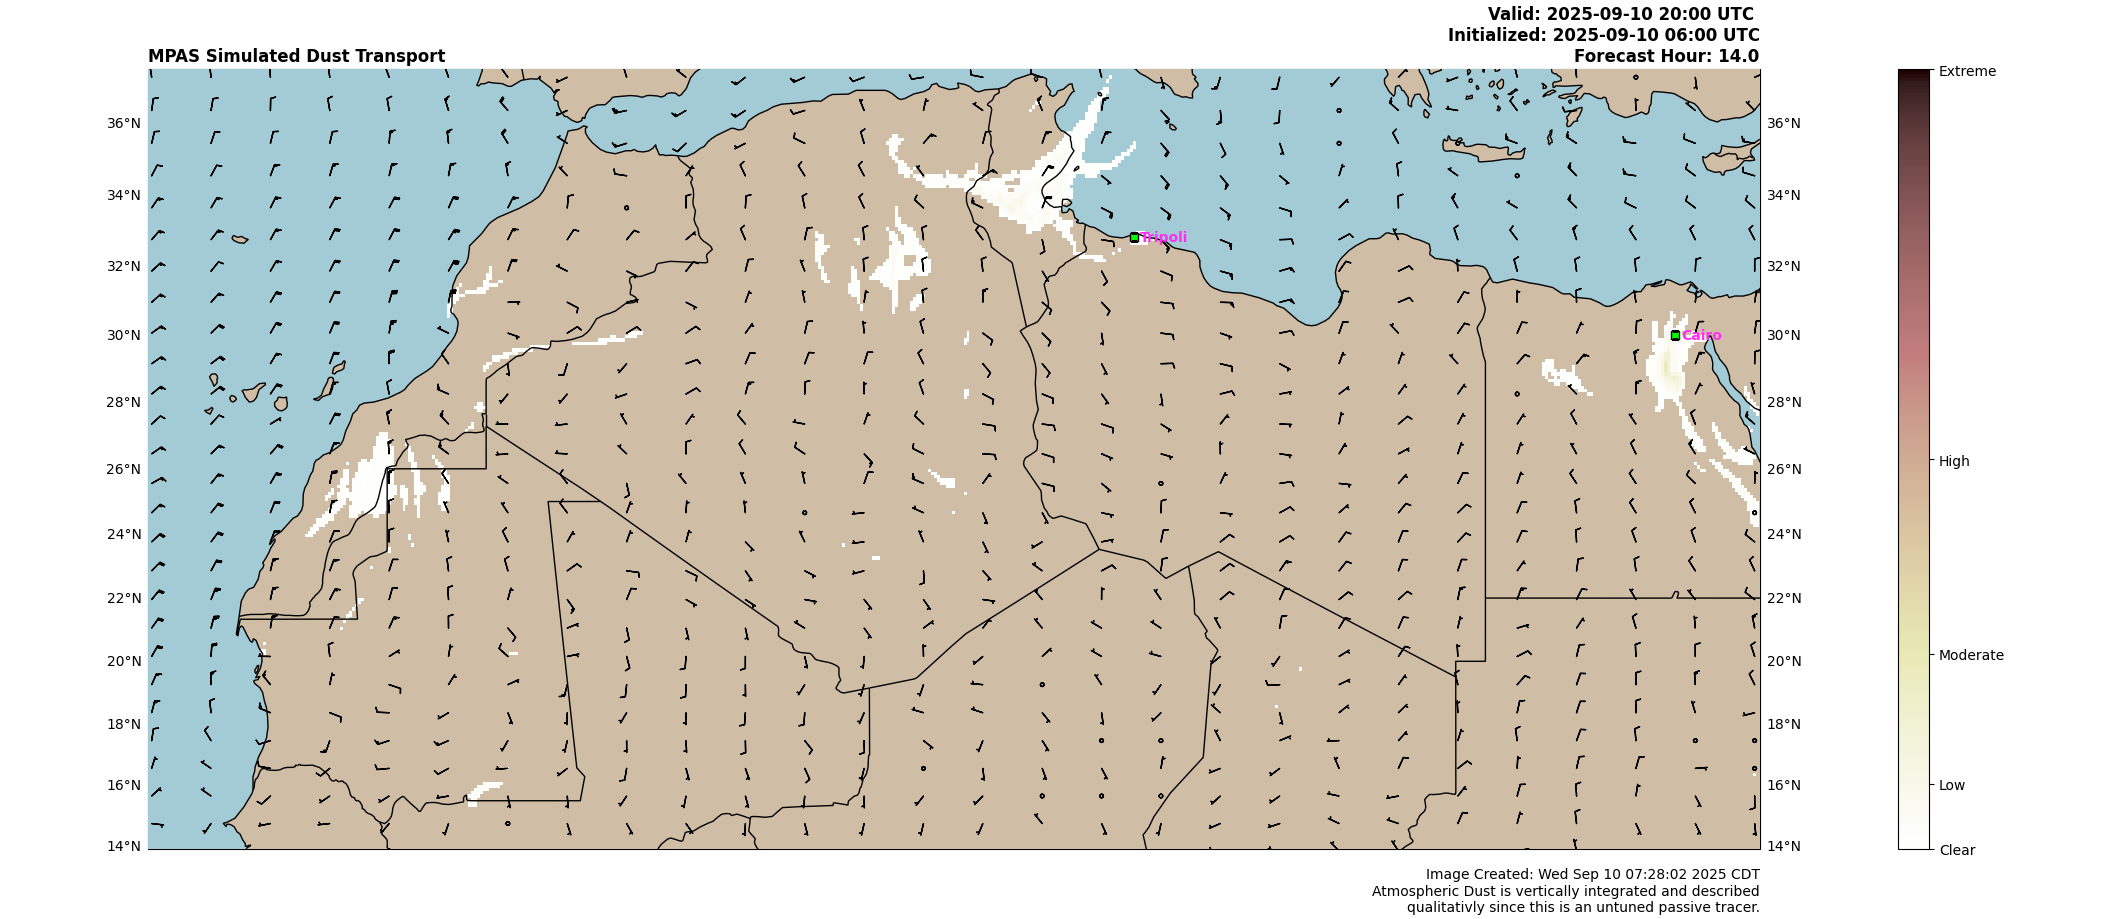 Valid: 2025-09-10 20:00 UTC
Initialized: 2025-09-10 06:00 UTC
MPAS Simulated Dust Transport
Forecast Hour: 14.0
Extreme
36°N
36°N
34°N
34°N
Tripoli
32°N
32°N
30°N
Cairo
30°N
28°N
28°N
26°N
26°N
High
24°N
24°N
22°N
22°N
20°N
20°N
Moderate
18°N
18°N
16°N
16°N
Low
14°N
14°N
Clear
Image Created: Wed Sep 10 07:28:02 2025 CDT
Atmospheric Dust is vertically integrated and described
qualitativly since this is an untuned passive tracer.